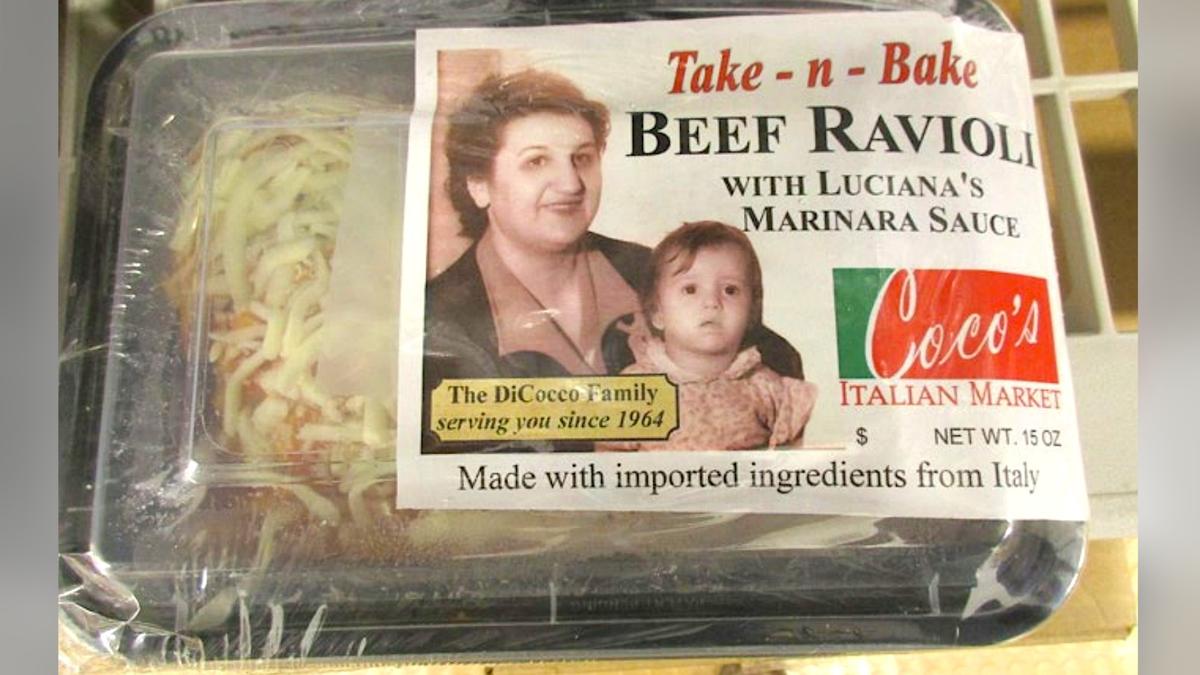 Take - n - Bake
BEEF RAVIOLI
WITH LUCIANA'S
MARINARA SAUCE
Coco's
ITALIAN MARKET
The DiCocco Family
serving you since 1964
$ NET WT. 15 OZ
Made with imported ingredients from Italy